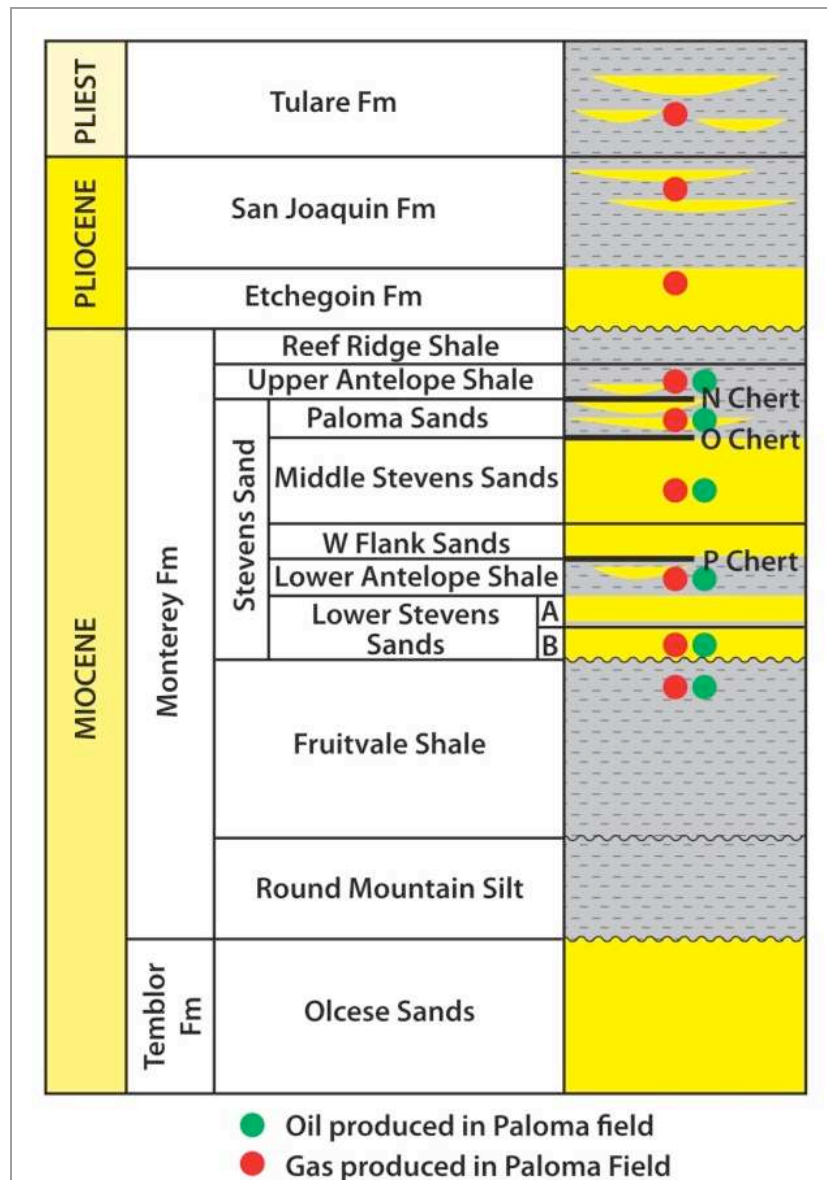 PLIEST
Tulare Fm
PLIOCENE
San Joaquin Fm
Etchegoin Fm
MIOCENE
Monterey Fm
Reef Ridge Shale
Upper Antelope Shale
N Chert
Stevens Sand
Paloma Sands
O Chert
Middle Stevens Sands
W Flank Sands
P Chert
Lower Antelope Shale
Lower Stevens
Sands
A
B
Fruitvale Shale
Round Mountain Silt
Temblor
Fm
Olcese Sands
Oil produced in Paloma field
Gas produced in Paloma Field